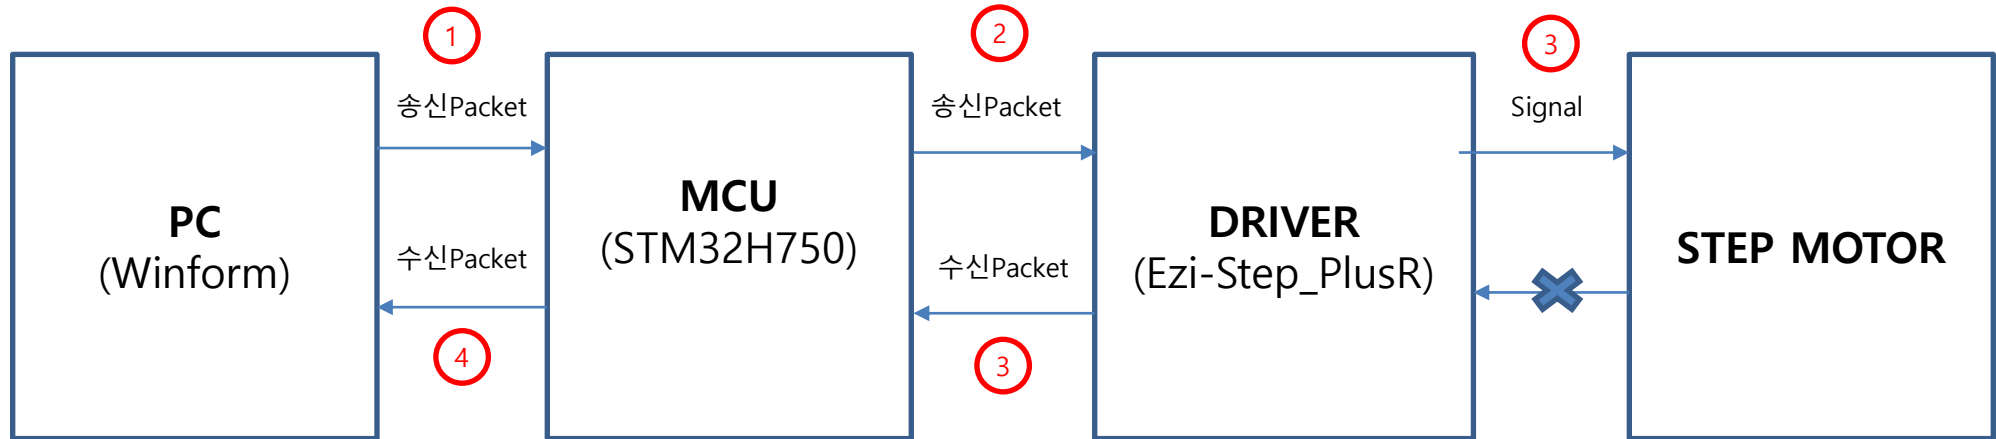 1
2
3
송신Packet
송신Packet
Signal
PC
(Winform)
MCU
(STM32H750)
DRIVER
(Ezi-Step_PlusR)
STEP MOTOR
수신Packet
수신Packet
4
3